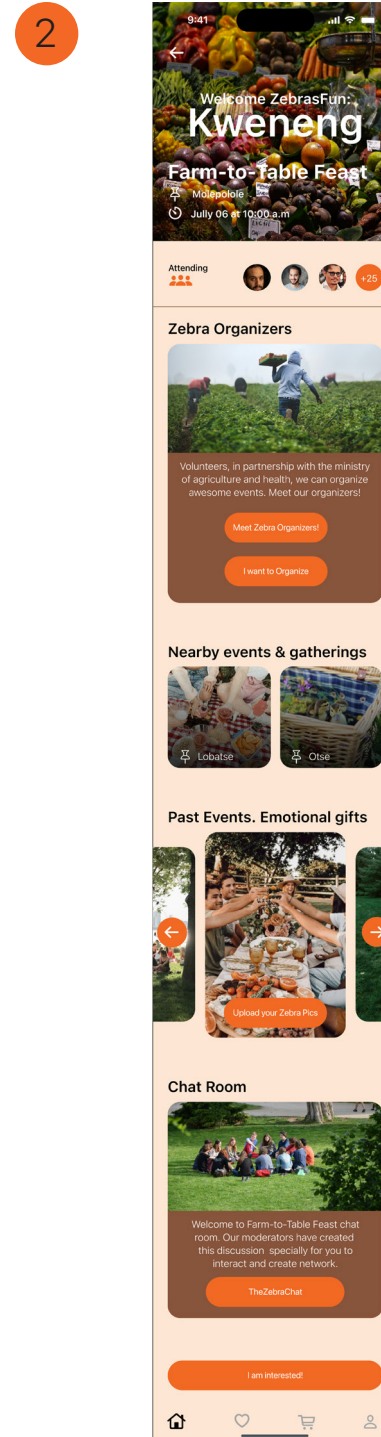 2
9:41
Welcome ZebrasFun:
Kweneng
Farm-to-Table Feast
Molepolole
Jully 06 at 10:00 a.m
Attending
+25
Zebra Organizers
Volunteers, in partnership with the ministry
of agriculture and health, we can organize
awesome events. Meet our organizers!
Meet Zebra Organizers!
I want to Organize
Nearby events & gatherings
Lobatse
Otse
Past Events. Emotional gifts
Upload your Zebra Pics
Chat Room
Welcome to Farm-to-Table Feast chat
room. Our moderators have created
this discussion specially for you to
interact and create network.
TheZebraChat
I am interested!